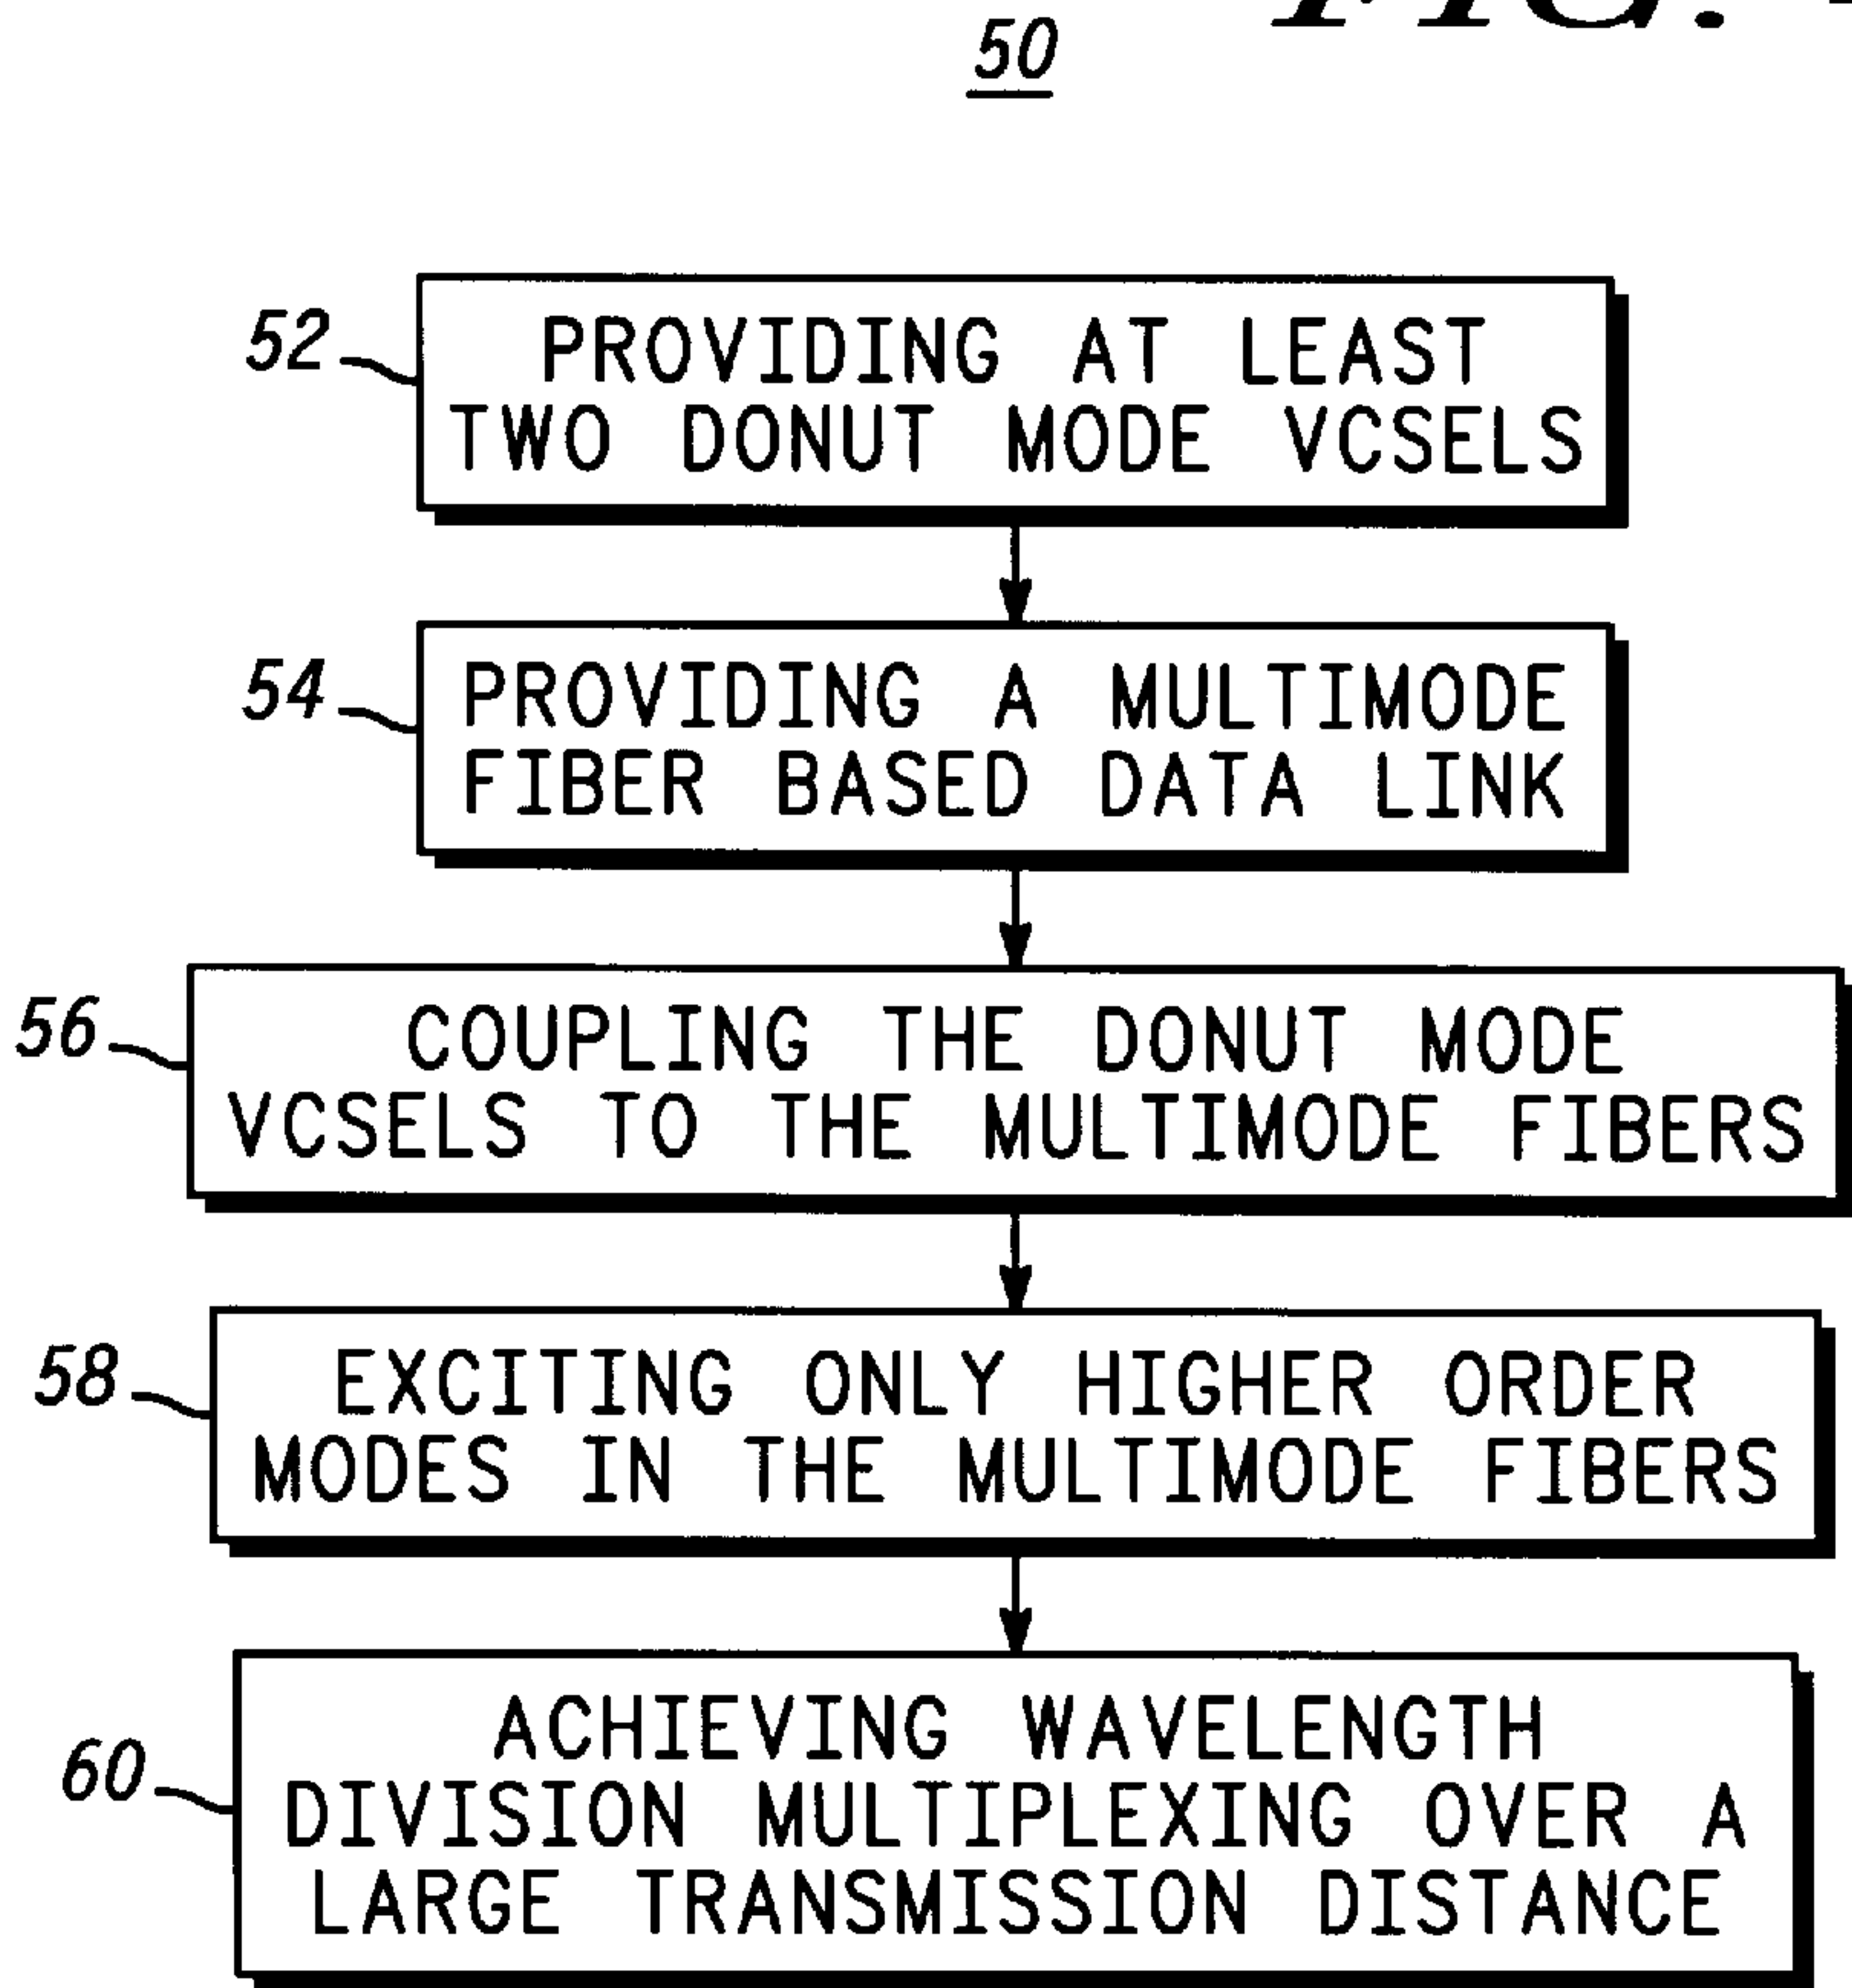 FIG.
50
52
PROVIDING AT LEAST
TWO DONUT MODE VCSELS
54
PROVIDING A MULTIMODE
FIBER BASED DATA LINK
56
COUPLING THE DONUT MODE
VCSELS TO THE MULTIMODE FIBERS
58
EXCITING ONLY HIGHER ORDER
MODES IN THE MULTIMODE FIBERS
60
ACHIEVING WAVELENGTH
DIVISION MULTIPLEXING OVER A
LARGE TRANSMISSION DISTANCE